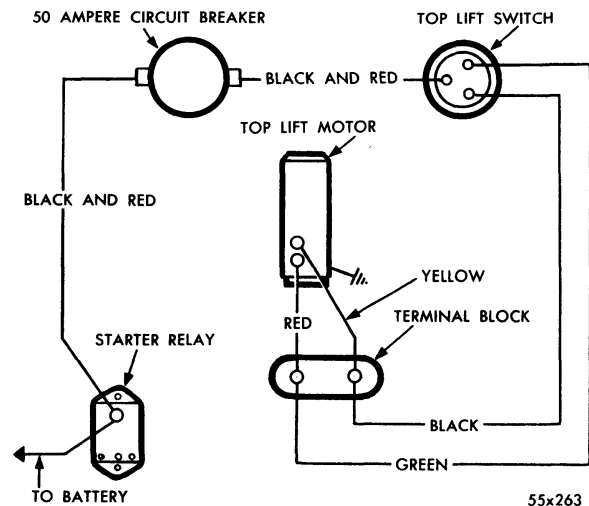 50 AMPERE CIRCUIT BREAKER
TOP LIFT SWITCH
BLACK AND RED
TOP LIFT MOTOR
BLACK AND RED
YELLOW
RED
TERMINAL BLOCK
STARTER RELAY
BLACK
GREEN
TO BATTERY
55x263